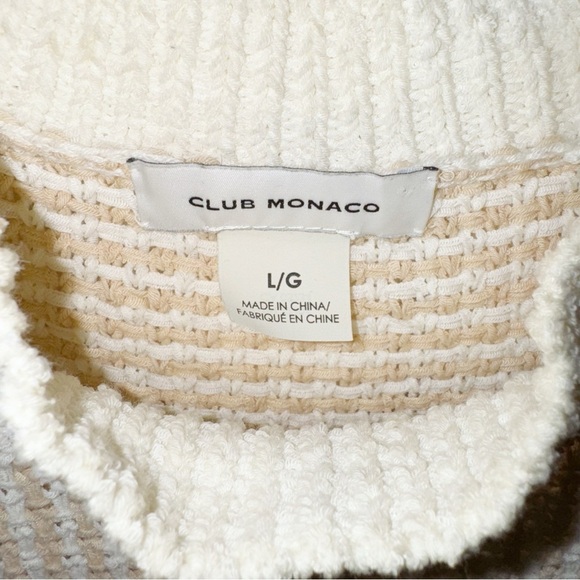 CLUB MONACO
L/G
MADE IN CHINA/
FABRIQUÉ EN CHINE